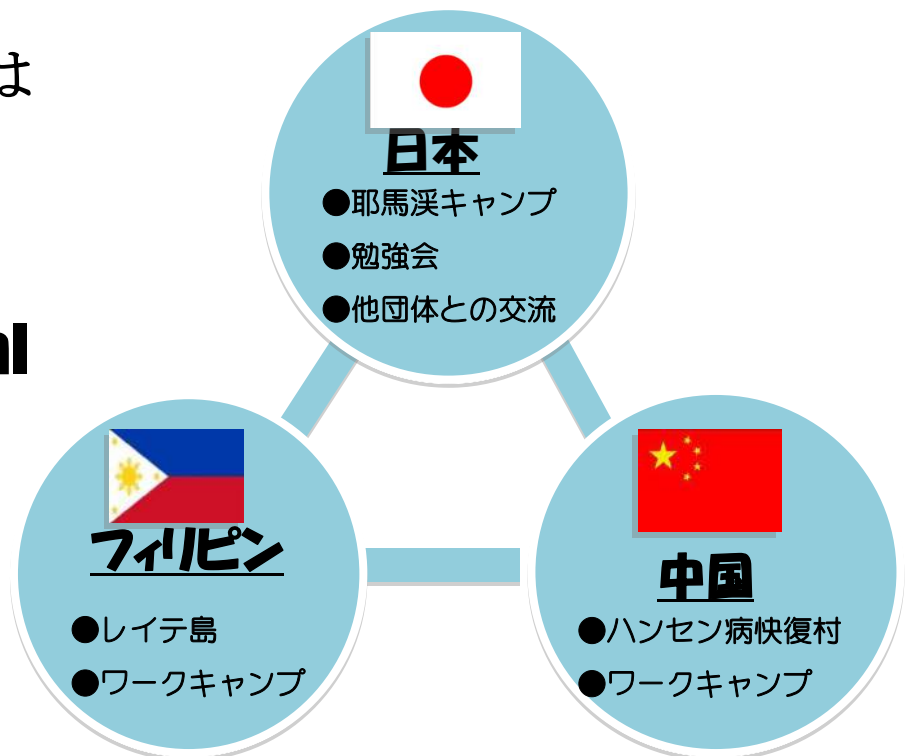 は
日本
●耶馬渓キャンプ
●勉強会
●他団体との交流
al
フィリピン
●レイテ島
●ワークキャンプ
中国
●ハンセン病快復村
●ワークキャンプ